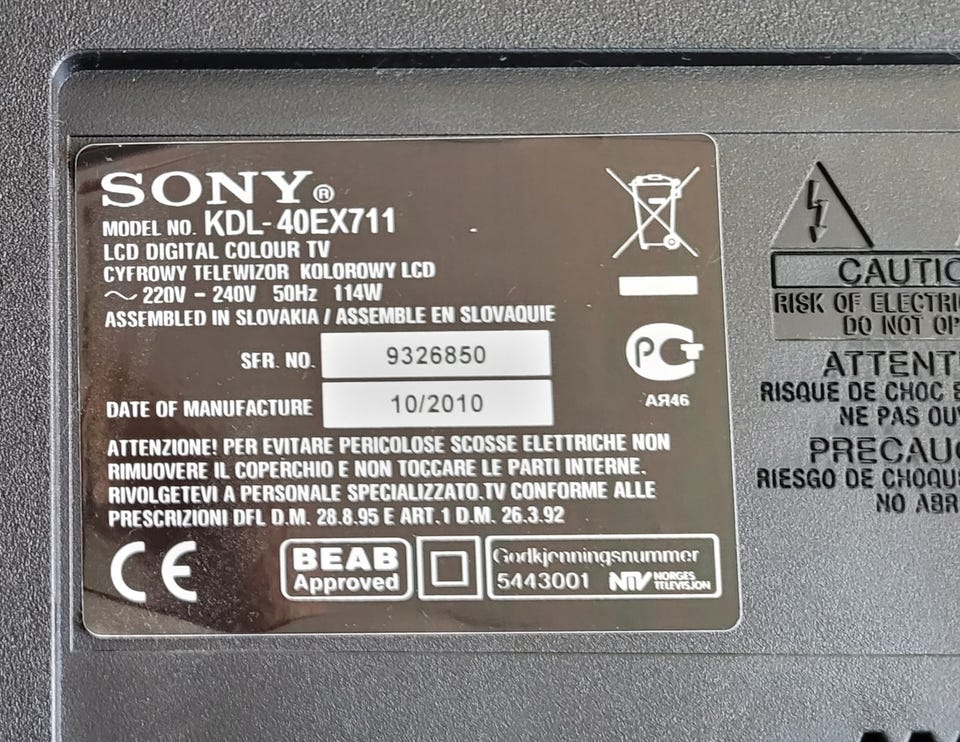 SONY®
MODEL NO. KDL-40EX711
LCD DIGITAL COLOUR TV
CYFROWY TELEWIZOR KOLOROWY LCD
~ 220V - 240V 50Hz 114W
ASSEMBLED IN SLOVAKIA / ASSEMBLE EN SLOVAQUIE
SER. NO. 9326850
DATE OF MANUFACTURE 10/2010
ATTENZIONE! PER EVITARE PERICOLOSE SCOSSE ELETTRICHE NON
RIMUOVERE IL COPERCHIO E NON TOCCARE LE PARTI INTERNE.
RIVOLGETEVI A PERSONALE SPECIALIZZATO.TV CONFORME ALLE
PRESCRIZIONI DEL D.M. 28.8.95 E ART.1 D.M. 26.3.92
CE
BEAB
Approved
Godkjenningsnummer
5443001 NTV NORGES
TELEVISJON
PCT
АЯ46
CAUTIO
RISK OF ELECTRI
DO NOT OP
ATTENT
RISQUE DE CHOC E
NE PAS OUV
PRECAUC
RIESGO DE CHOQUE
NO ABR